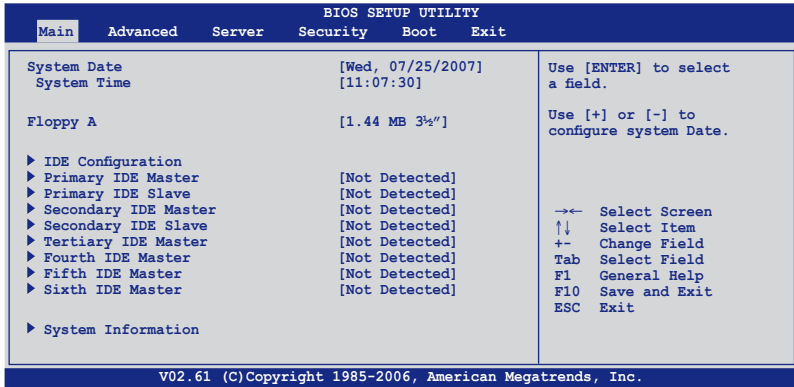 BIOS SETUP UTILITY
Main Advanced Server Security Boot Exit
System Date [Wed, 07/25/2007]
System Time [11:07:30]
Floppy A [1.44 MB 3½"]
IDE Configuration
Primary IDE Master [Not Detected]
Primary IDE Slave [Not Detected]
Secondary IDE Master [Not Detected]
Secondary IDE Slave [Not Detected]
Tertiary IDE Master [Not Detected]
Fourth IDE Master [Not Detected]
Fifth IDE Master [Not Detected]
Sixth IDE Master [Not Detected]
System Information
Use [ENTER] to select
a field.
Use [+] or [-] to
configure system Date.
→← Select Screen
↑↓ Select Item
+- Change Field
Tab Select Field
F1 General Help
F10 Save and Exit
ESC Exit
V02.61 (C)Copyright 1985-2006, American Megatrends, Inc.